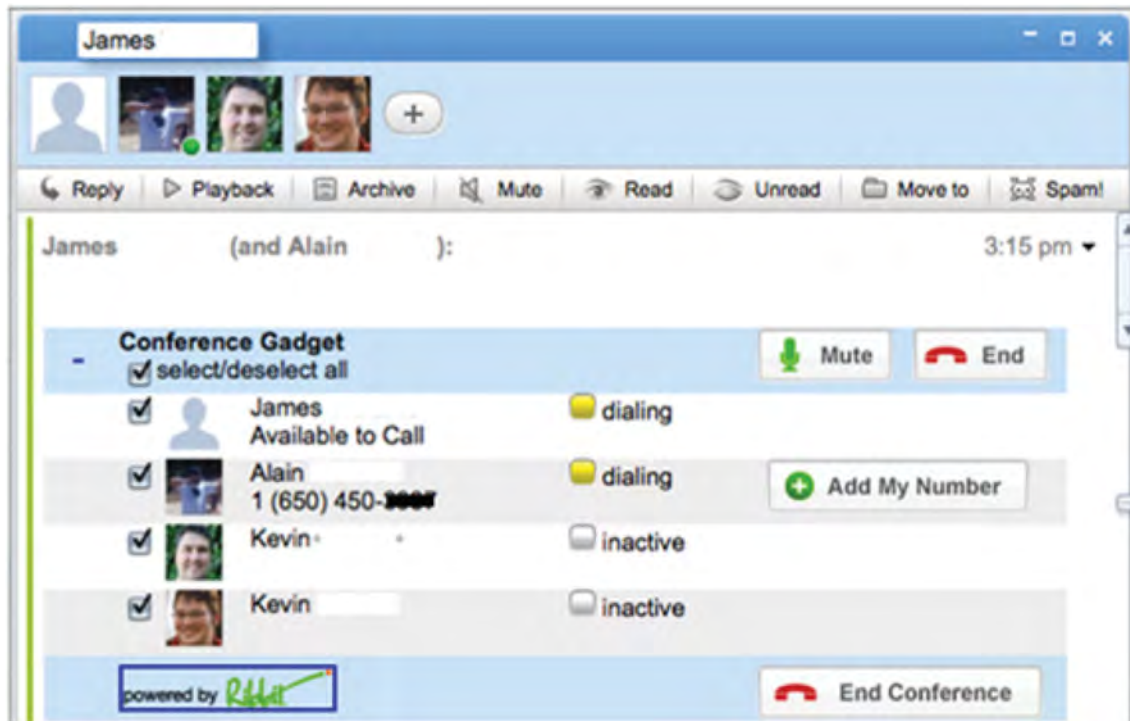 James
+
Reply Playback Archive Mute Read Unread Move to Spam!
James (and Alain ): 3:15 pm
Conference Gadget
- select/deselect all Mute End
James dialing
Available to Call
Alain dialing
1 (650) 450- Add My Number
Kevin inactive
Kevin inactive
powered by Ribbit End Conference